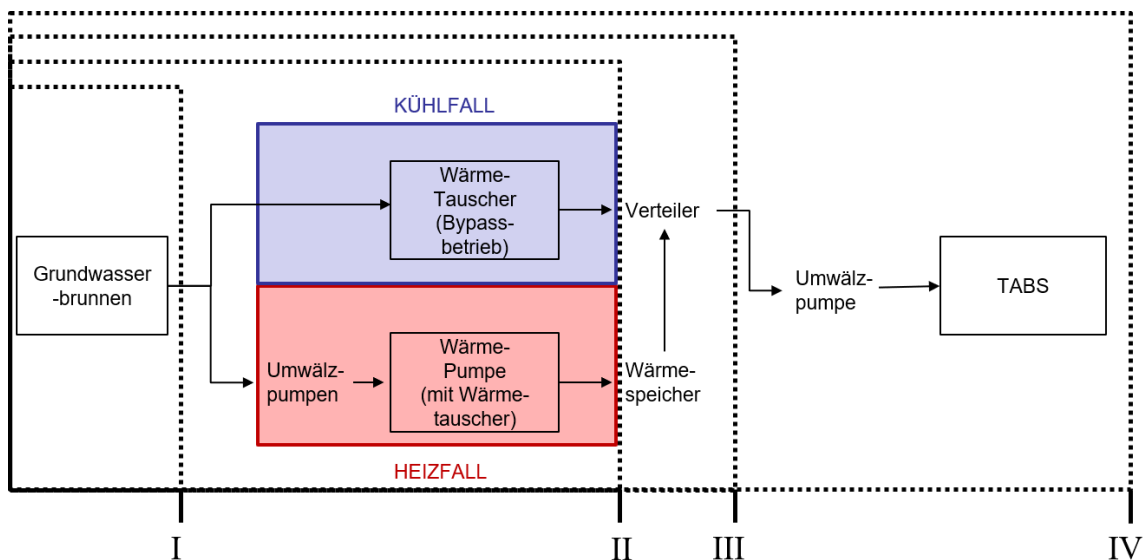 KÜHLFALL
Wärme-
Tauscher
(Bypass-
betrieb)
Verteiler
Grundwasser
-brunnen
Umwälz-
pumpe
TABS
Umwälz-
pumpen
Wärme-
Pumpe
(mit Wärme-
tauscher)
Wärme-
speicher
HEIZFALL
I
II
III
IV